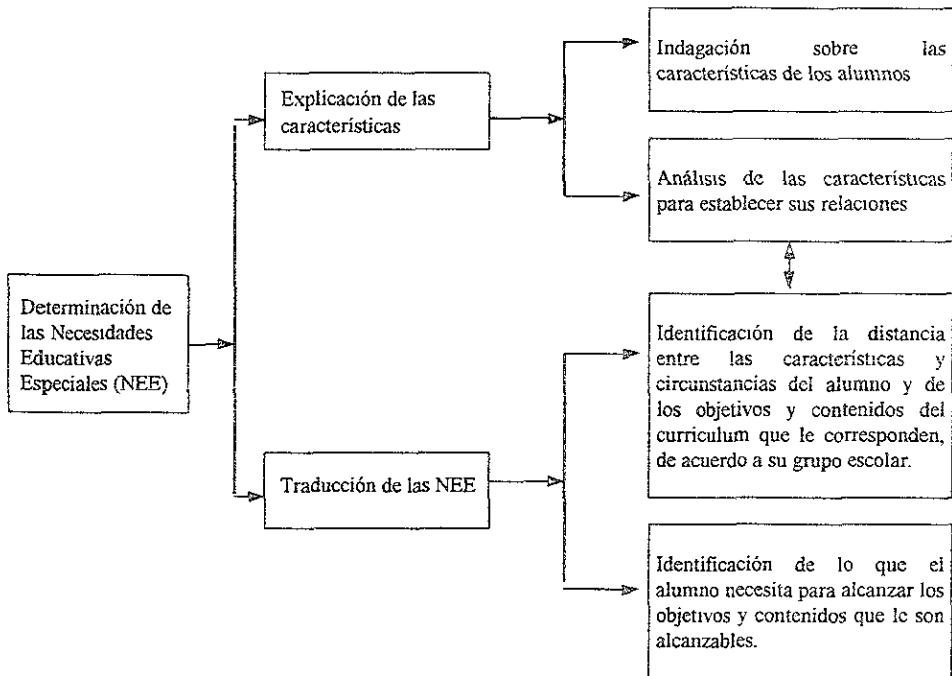 Indagación sobre las
características de los alumnos
Explicación de las
características
Análisis de las características
para establecer sus relaciones
Determinación de
las Necesidades
Educativas
Especiales (NEE)
Identificación de la distancia
entre las características y
circunstancias del alumno y de
los objetivos y contenidos del
curriculum que le corresponden,
de acuerdo a su grupo escolar.
Traducción de las NEE
Identificación de lo que el
alumno necesita para alcanzar los
objetivos y contenidos que le son
alcanzables.